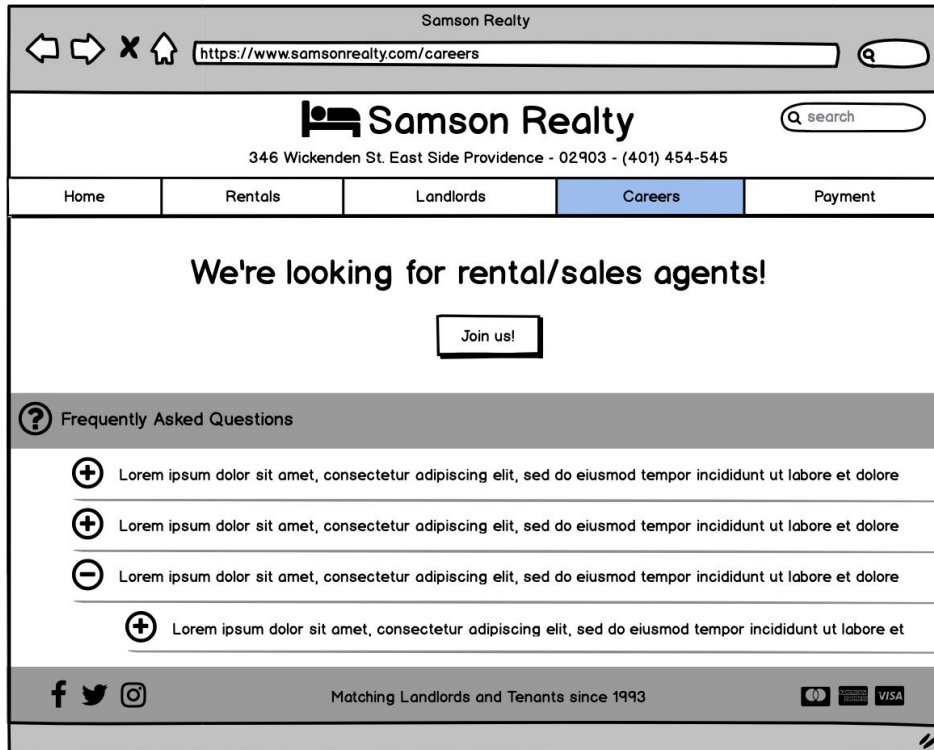 Samson Realty
https://www.samsonrealty.com/careers
Samson Realty
search
346 Wickenden St. East Side Providence - 02903 - (401) 454-545
Home Rentals Landlords Careers Payment
We're looking for rental/sales agents!
Join us!
Frequently Asked Questions
Lorem ipsum dolor sit amet, consectetur adipiscing elit, sed do eiusmod tempor incididunt ut labore et dolore
Lorem ipsum dolor sit amet, consectetur adipiscing elit, sed do eiusmod tempor incididunt ut labore et dolore
Lorem ipsum dolor sit amet, consectetur adipiscing elit, sed do eiusmod tempor incididunt ut labore et dolore
Lorem ipsum dolor sit amet, consectetur adipiscing elit, sed do eiusmod tempor incididunt ut labore et
Matching Landlords and Tenants since 1993
VISA